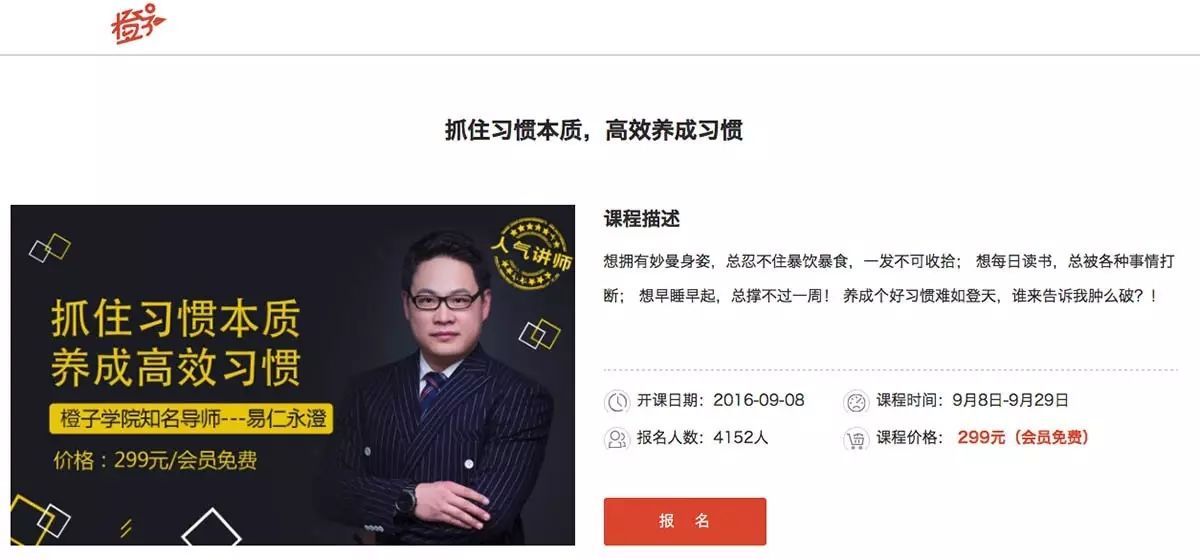 橙子
抓住习惯本质，高效养成习惯
人气讲师
抓住习惯本质
养成高效习惯
橙子学院知名导师---易仁永澄
价格：299元/会员免费
课程描述
想拥有妙曼身姿，总忍不住暴饮暴食，一发不可收拾； 想每日读书，总被各种事情打
断； 想早睡早起，总撑不过一周！ 养成个好习惯难如登天，谁来告诉我肿么破？！
开课日期：2016-09-08
课程时间：9月8日-9月29日
报名人数：4152人
课程价格：299元（会员免费）
报 名